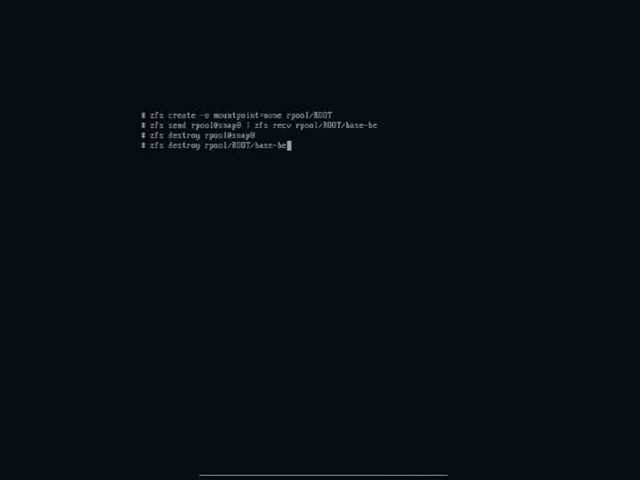 # zfs create -o mountpoint=none rpool/ROOT
# zfs send rpool@snap0 | zfs recv rpool/ROOT/base-be
# zfs destroy rpool@snap0
# zfs destroy rpool/ROOT/base-be